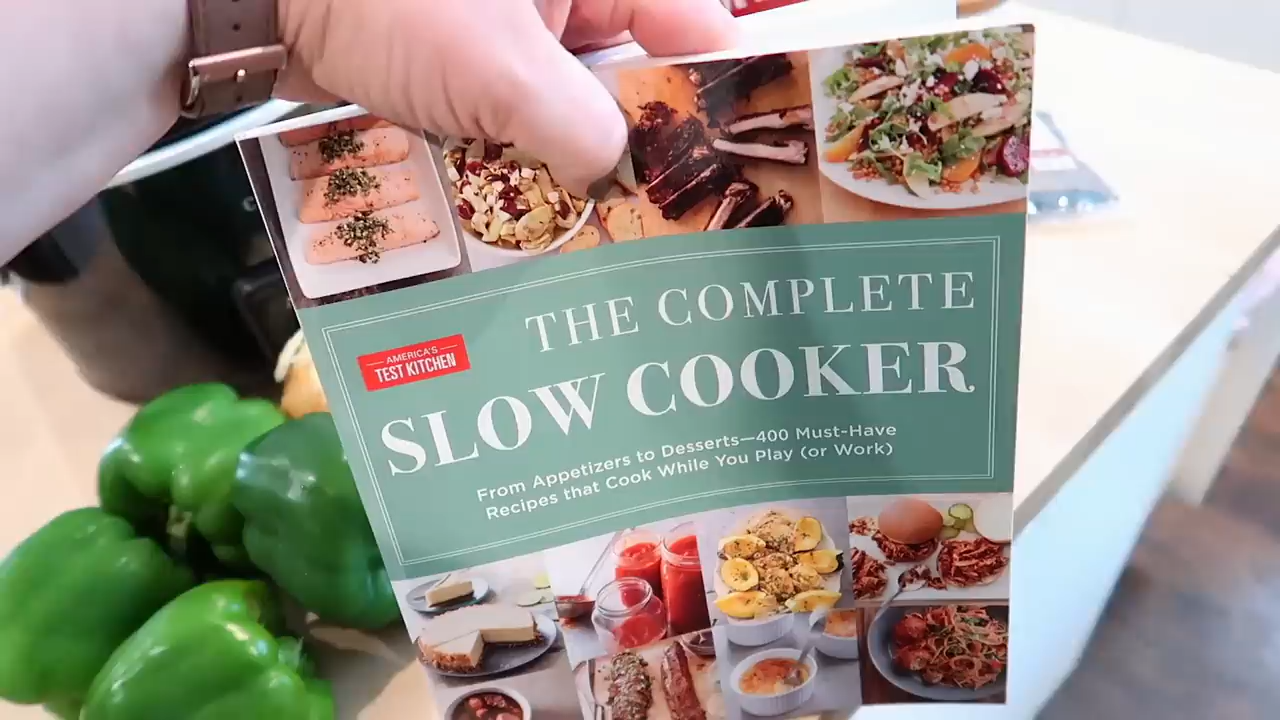 THE COMPLETE
AMERICA'S
TEST KITCHEN
SLOW COOKER
From Appetizers to Desserts—400 Must-Have
Recipes that Cook While You Play (or Work)